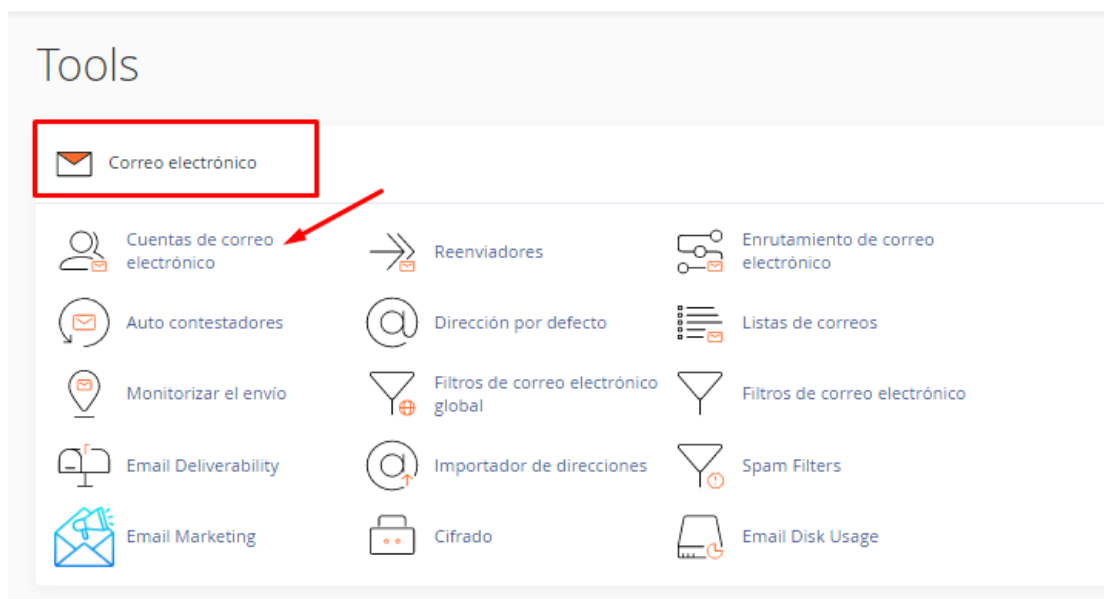 Tools
Correo electrónico
Cuentas de correo
electrónico
Reenviadores
Enrutamiento de correo
electrónico
Auto contestadores
Dirección por defecto
Listas de correos
Monitorizar el envío
Filtros de correo electrónico
global
Filtros de correo electrónico
Email Deliverability
Importador de direcciones
Spam Filters
Email Marketing
Cifrado
Email Disk Usage